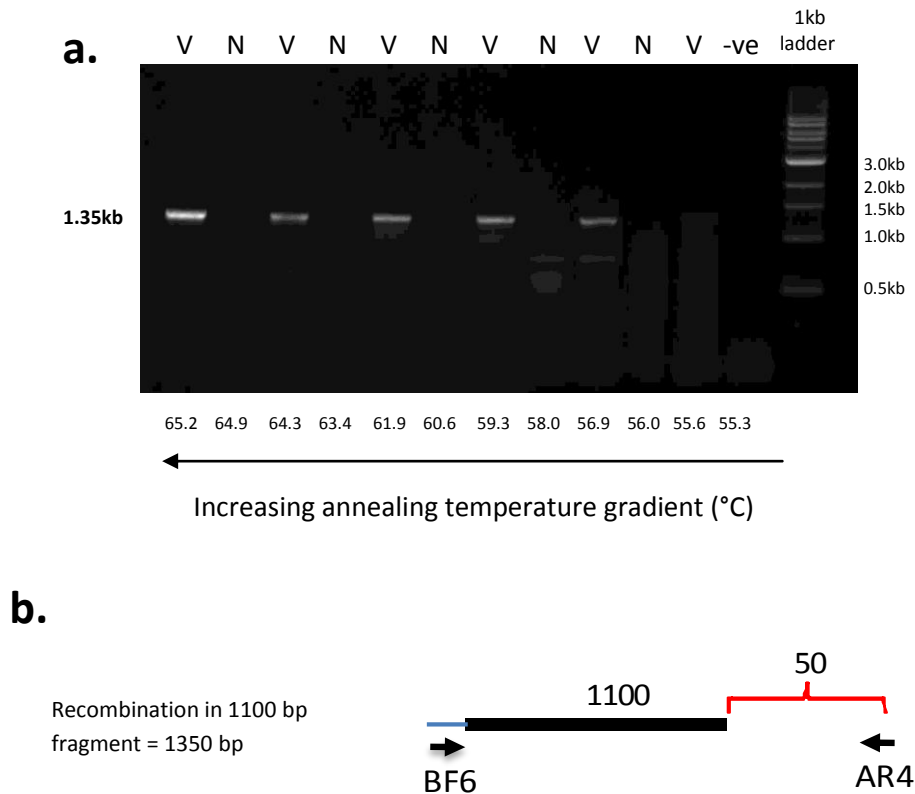 a.
V N V N V N V N V N V -ve
1kb
ladder
3.0kb
2.0kb
1.5kb
1.0kb
0.5kb
1.35kb
65.2 64.9 64.3 63.4 61.9 60.6 59.3 58.0 56.9 56.0 55.6 55.3
Increasing annealing temperature gradient (°C)
b.
Recombination in 1100 bp
fragment = 1350 bp
1100
50
BF6
AR4